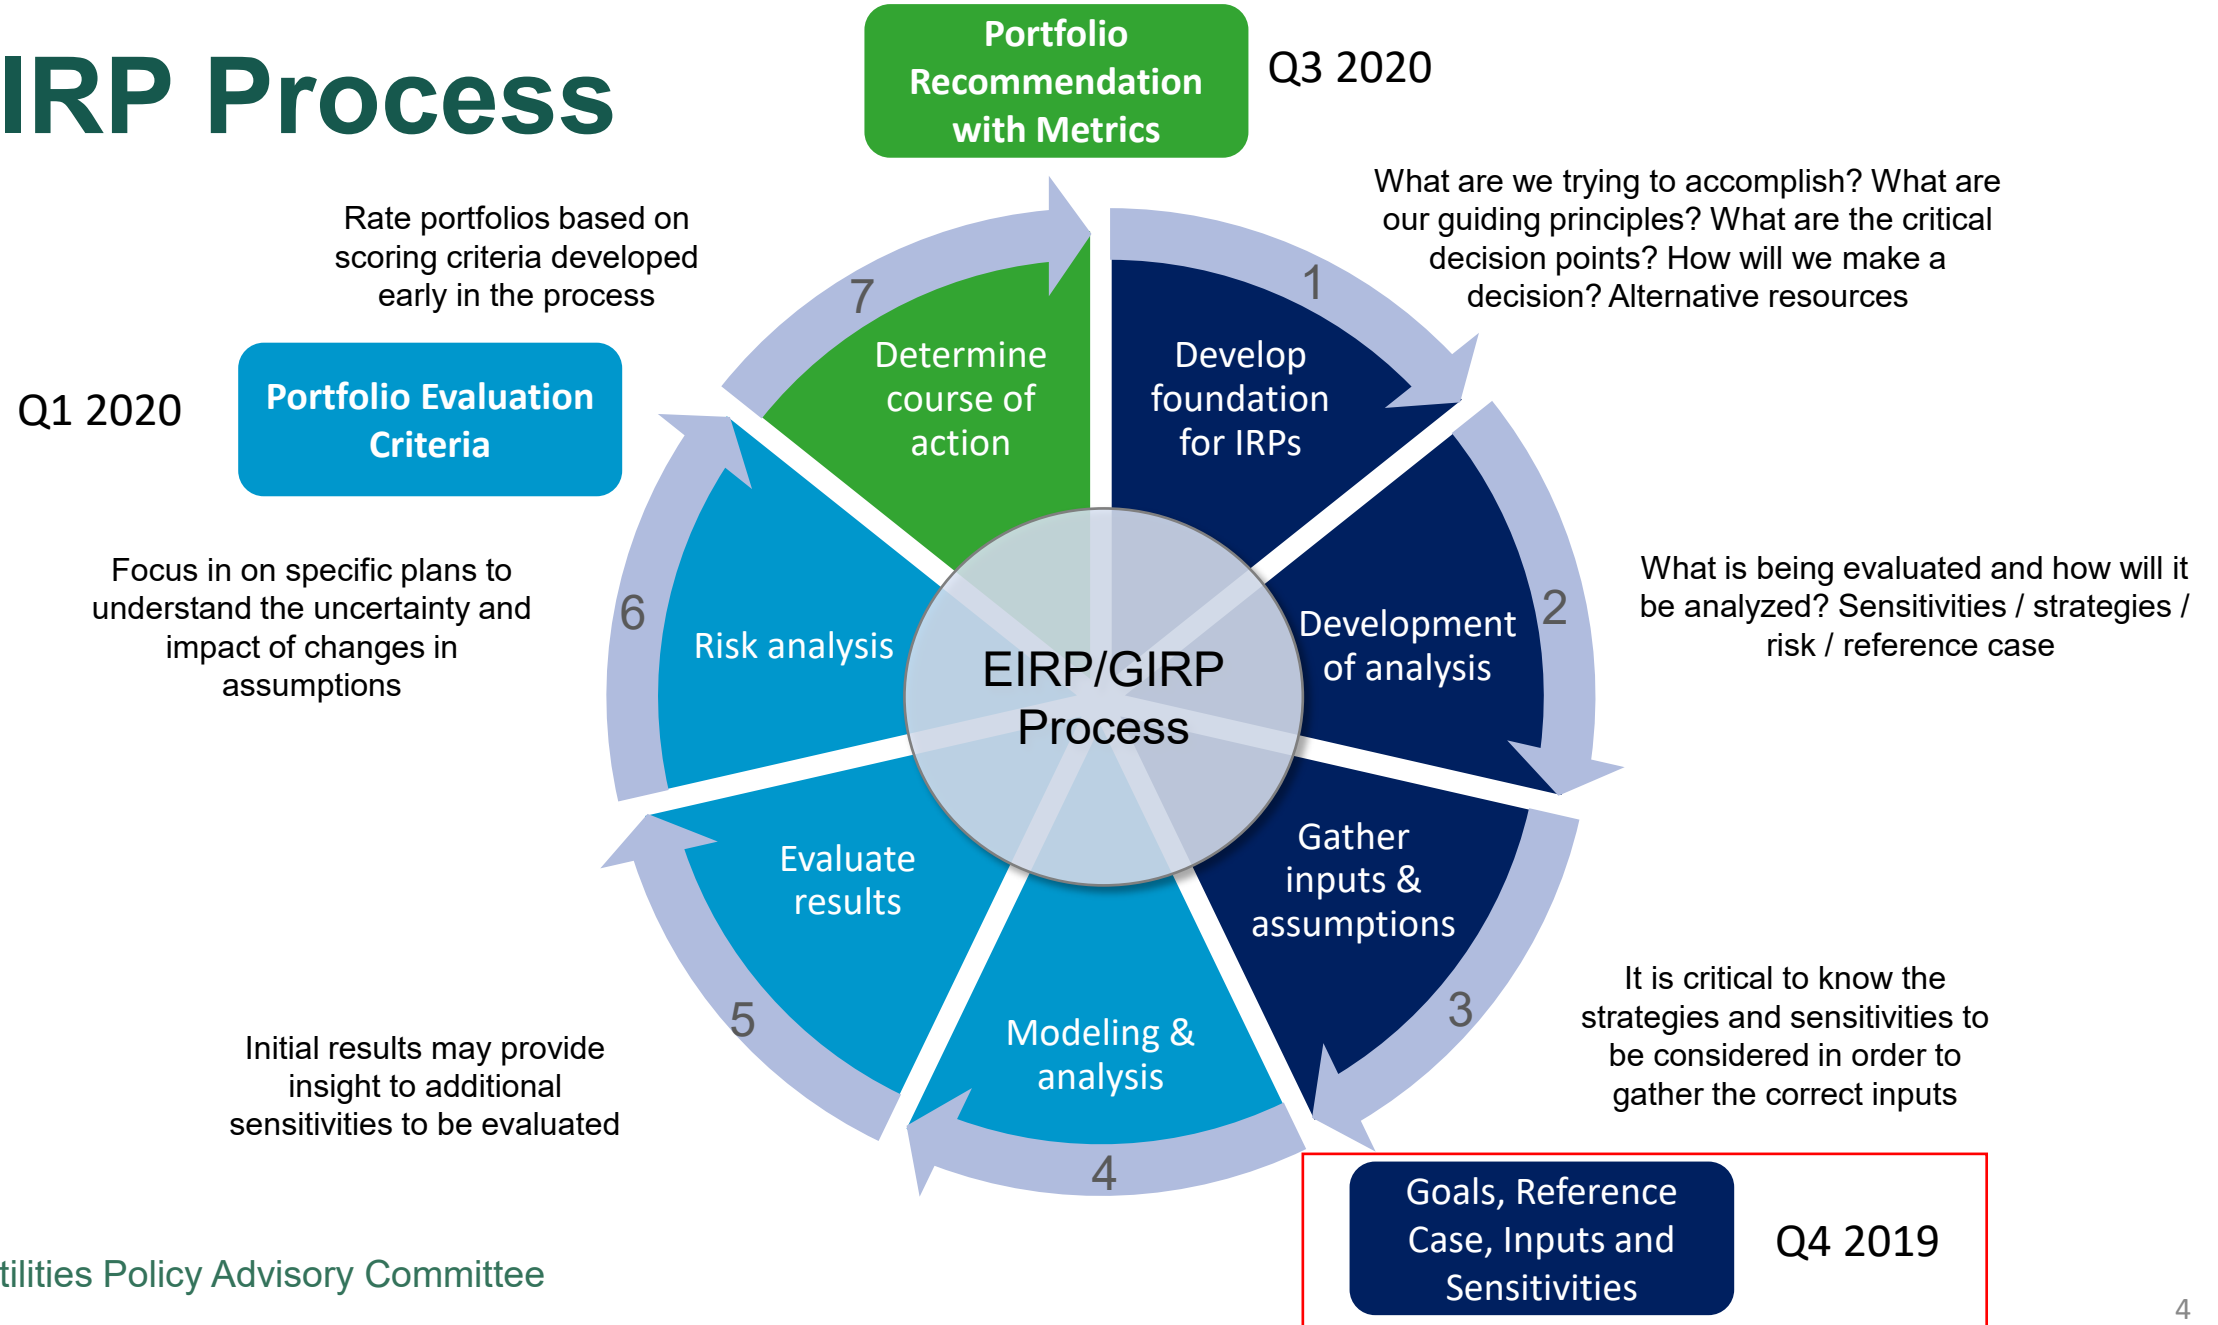 IRP Process
Portfolio
Recommendation
with Metrics
Q3 2020
What are we trying to accomplish? What are
our guiding principles? What are the critical
decision points? How will we make a
decision? Alternative resources
Rate portfolios based on
scoring criteria developed
early in the process
Q1 2020
Portfolio Evaluation
Criteria
7
Determine
course of
action
1
Develop
foundation
for IRPs
Focus in on specific plans to
understand the uncertainty and
impact of changes in
assumptions
6
Risk analysis
EIRP/GIRP
Process
Development
of analysis
2
What is being evaluated and how will it
be analyzed? Sensitivities / strategies /
risk / reference case
Evaluate
results
5
Gather
inputs &
assumptions
3
Modeling &
analysis
4
It is critical to know the
strategies and sensitivities to
be considered in order to
gather the correct inputs
Initial results may provide
insight to additional
sensitivities to be evaluated
Goals, Reference
Case, Inputs and
Sensitivities
Q4 2019
tilities Policy Advisory Committee
4